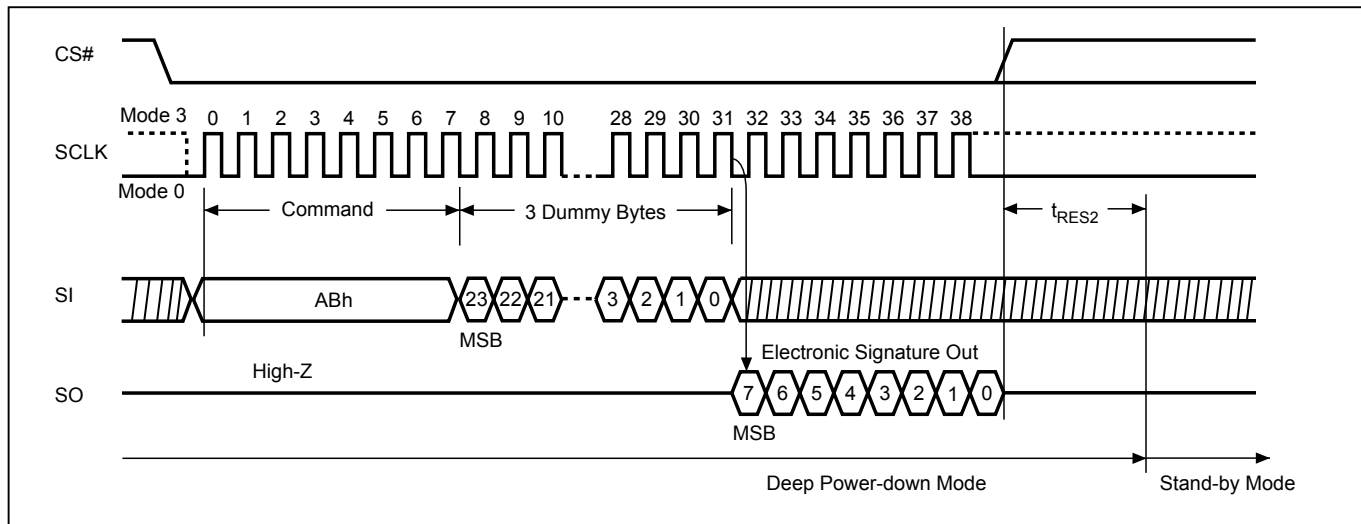 CS#
Mode 3 0 1 2 3 4 5 6 7 8 9 10 28 29 30 31 32 33 34 35 36 37 38
SCLK
Mode 0
Command 3 Dummy Bytes tRES2
SI ABh 23 22 21 3 2 1 0
MSB
Electronic Signature Out
High-Z
SO 7 6 5 4 3 2 1 0
MSB
Deep Power-down Mode Stand-by Mode